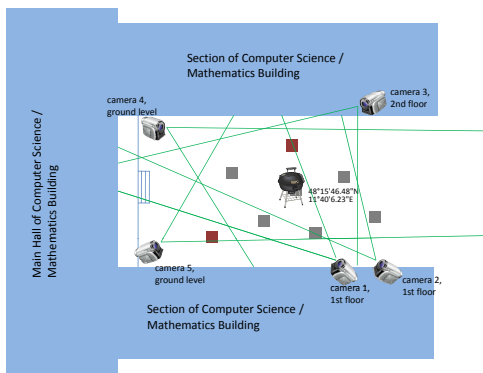 Section of Computer Science /
Mathematics Building
camera 3,
2nd floor
camera 4,
ground level
Main Hall of Computer Science /
Mathematics Building
48°15'46.48"N
11°40'6.23"E
camera 5,
ground level
camera 1,
1st floor
camera 2,
1st floor
Section of Computer Science /
Mathematics Building